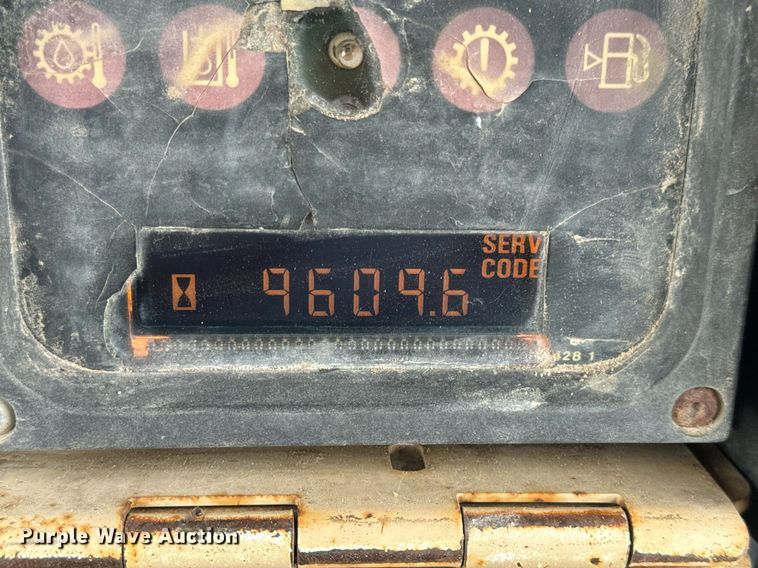 SERV
CODE
9609.6
Purple Wave Auction